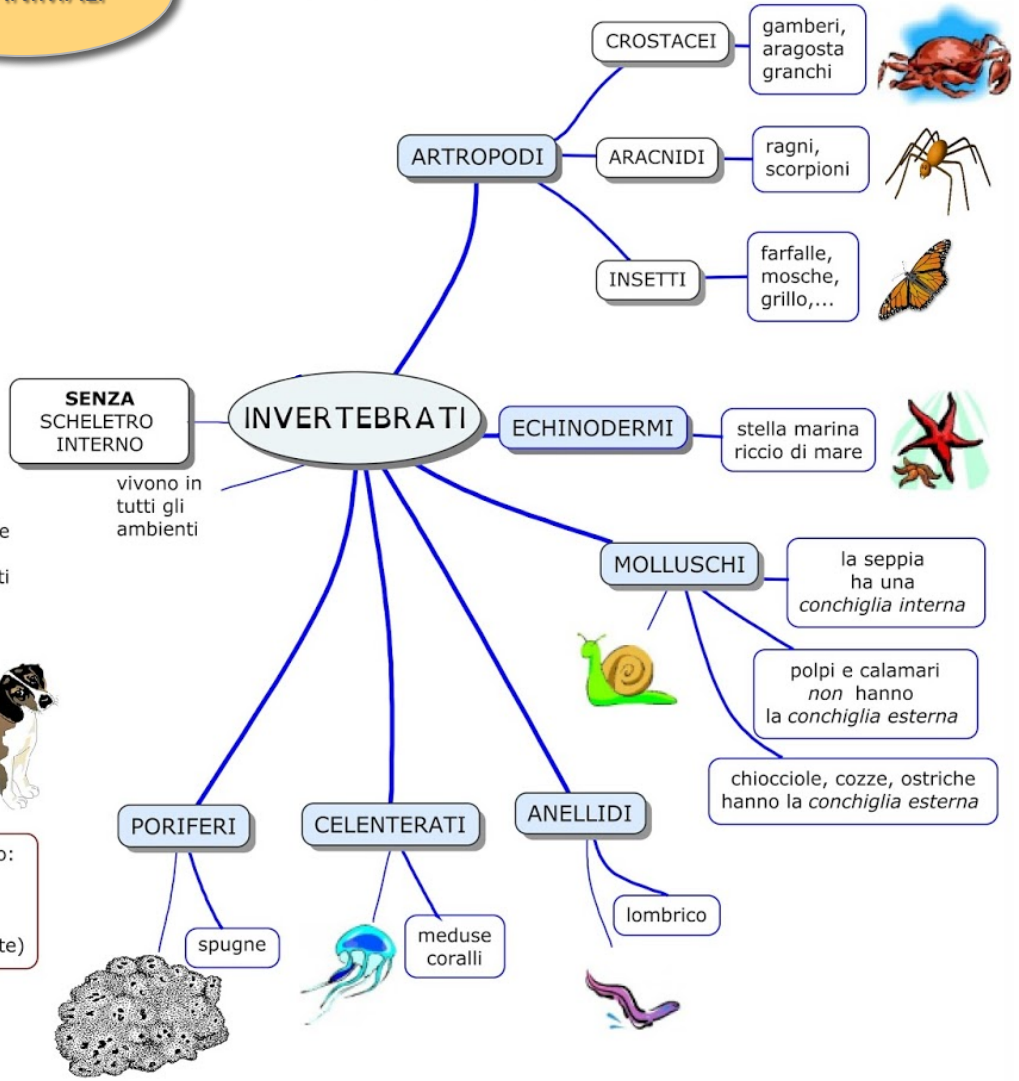 CROSTACEI
gamberi,
aragosta
granchi
ARTROPODI
ARACNIDI
ragni,
scorpioni
INSETTI
farfalle,
mosche,
grillo,...
SENZA
SCHELETRO
INTERNO
INVERTEBRATI
vivono in
tutti gli
ambienti
ECHINODERMI
stella marina
riccio di mare
MOLLUSCHI
la seppia
ha una
conchiglia interna
polpi e calamari
non hanno
la conchiglia esterna
chiocciole, cozze, ostriche
hanno la conchiglia esterna
PORIFERI
spugne
CELENTERATI
meduse
coralli
ANELLIDI
lombrico